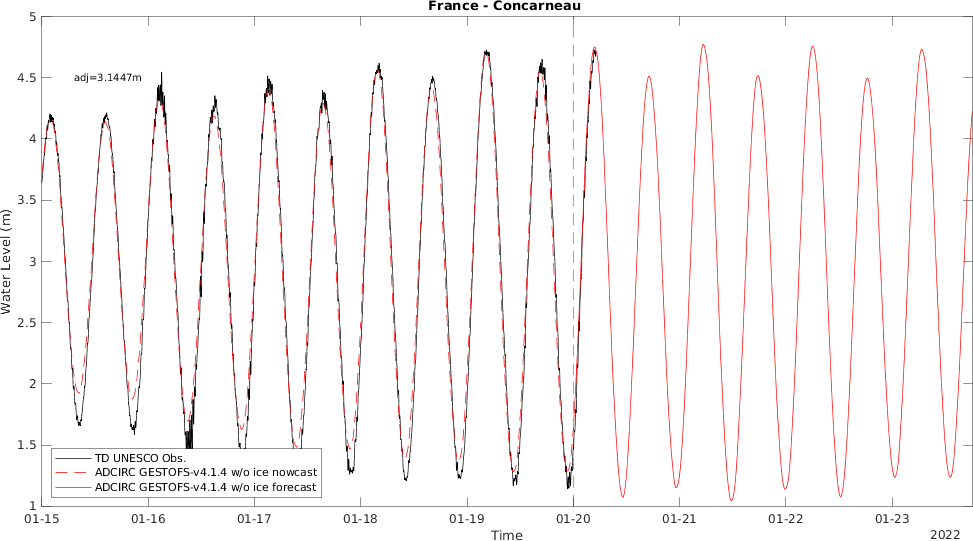 France - Concarneau
adj=3.1447m
Water Level (m)
5
4.5
4
3.5
3
2.5
2
1.5
1
TD UNESCO Obs.
ADCIRC GESTOFS-v4.1.4 w/o ice nowcast
ADCIRC GESTOFS-v4.1.4 w/o ice forecast
01-15 01-16 01-17 01-18 01-19 01-20 01-21 01-22 01-23
Time
2022